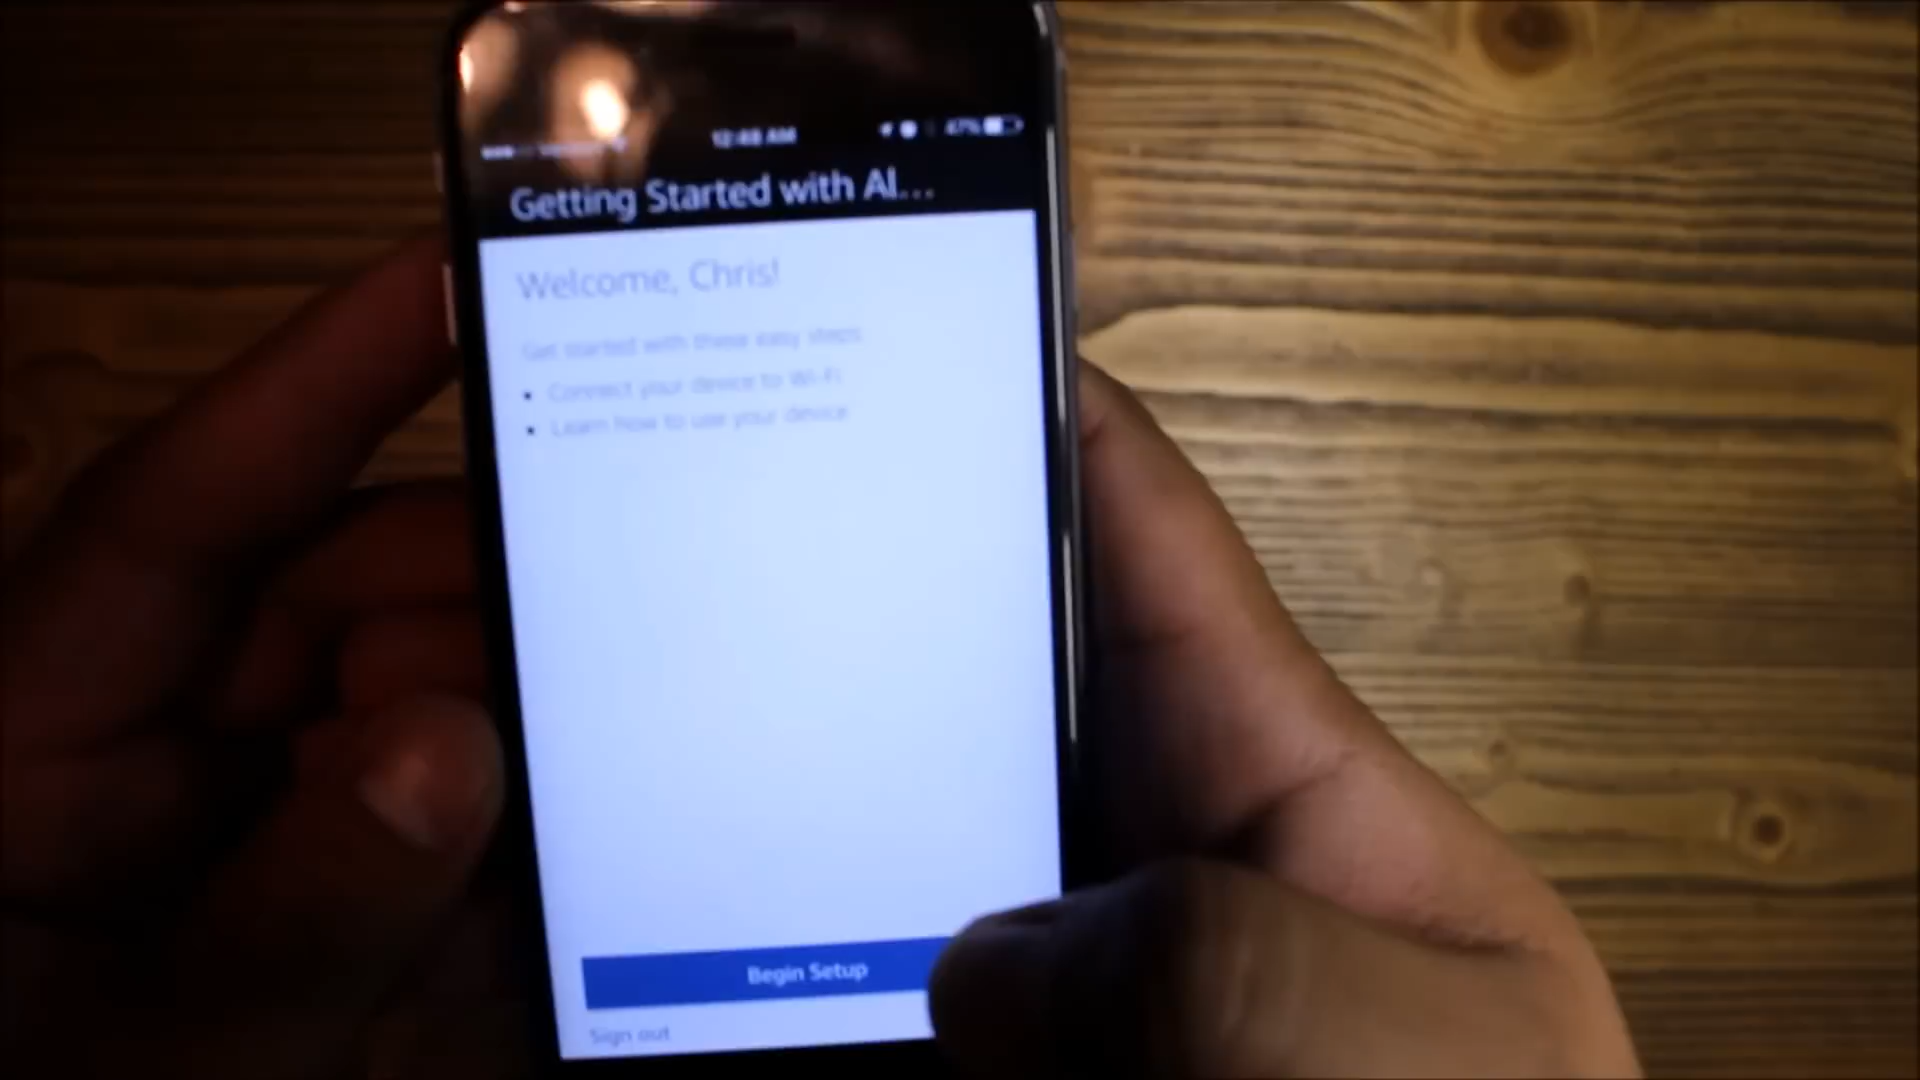 12:48 AM 47%
Getting Started with Al...
Welcome, Chris!
Get started with these easy steps
• Connect your device to Wi-Fi
• Learn how to use your device
Begin Setup
Sign out